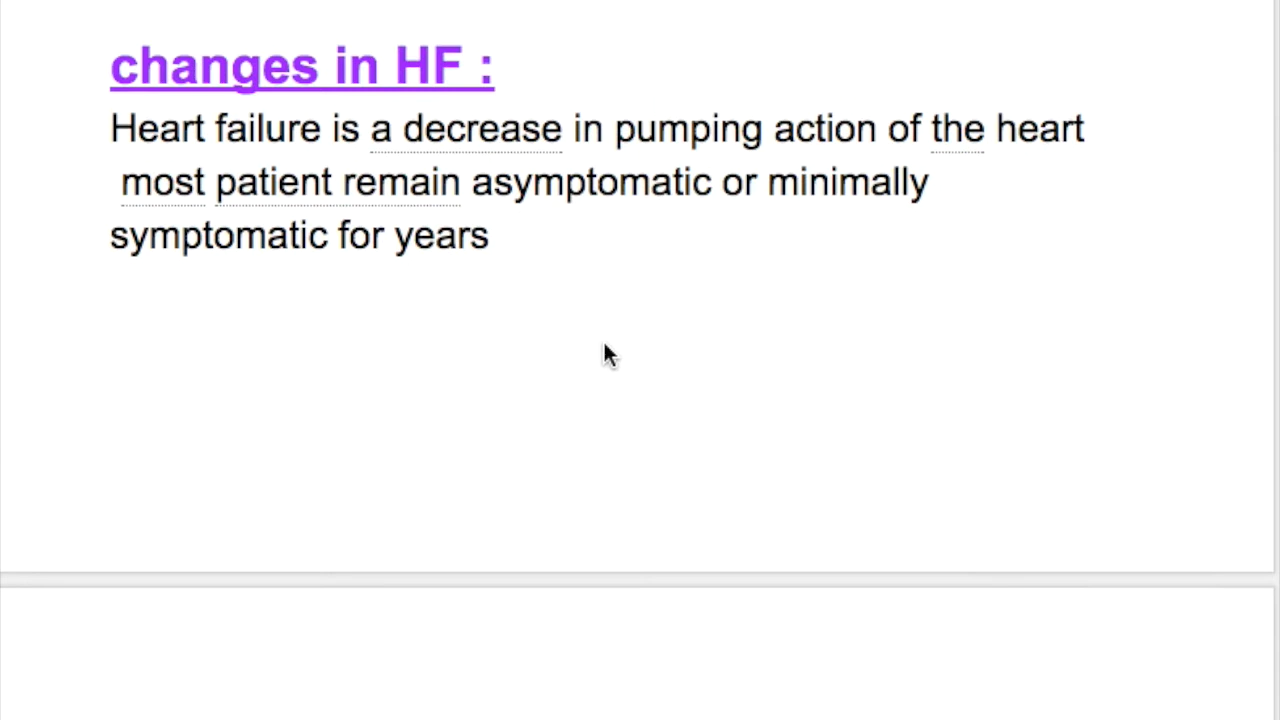 changes in HF :
Heart failure is a decrease in pumping action of the heart
most patient remain asymptomatic or minimally
symptomatic for years